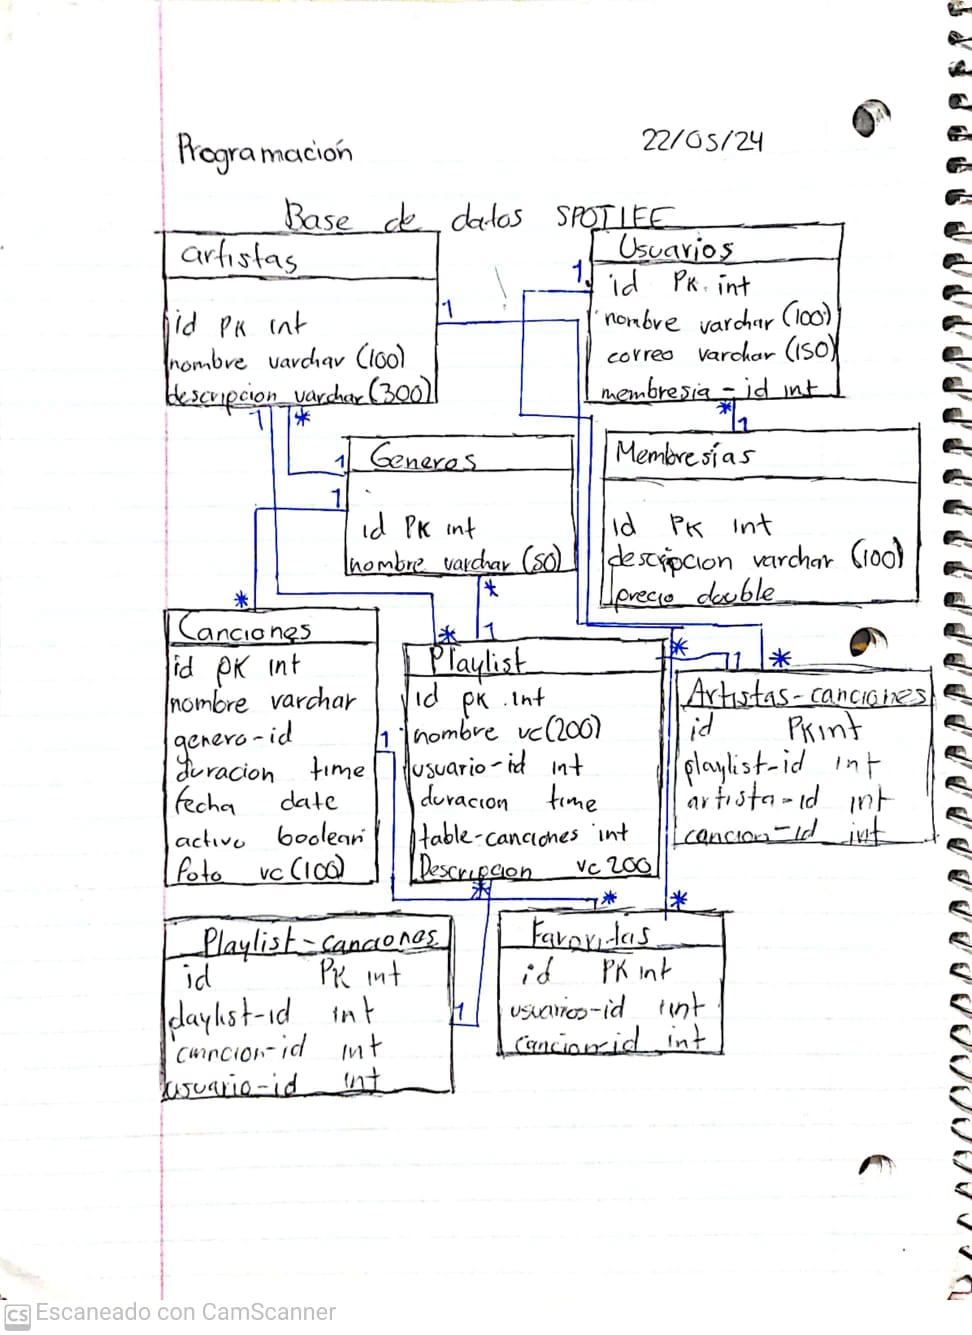 Programación
22/05/24
Base de datos SPOTIEE
artistas
id PK int
nombre varchar (100)
descripcion varchar (300)
Usuarios
id PK. int
nombre varchar (100)
correo varchar (150)
membresia-id int
Generos
id PK int
nombre varchar (50)
Membresías
id PK int
descripcion varchar (100)
precio double
Canciones
id PK int
nombre varchar
genero-id
duracion time
fecha date
activo boolean
foto vc (100)
Playlist
id pk int
nombre vc (200)
usuario-id int
duracion time
table-canciones int
Descripcion vc 200
Artistas-canciones
id PK int
playlist-id int
artista-id int
cancion-id int
Playlist-canciones
id PK int
playlist-id int
cancion-id int
usuario-id int
Favoritas
id PK int
usuarios-id int
cancion-id int
1
1
1
*
1
1
*
1
*
*
1
*
1
*
1
*
1
*
*
*
1
CS Escaneado con CamScanner